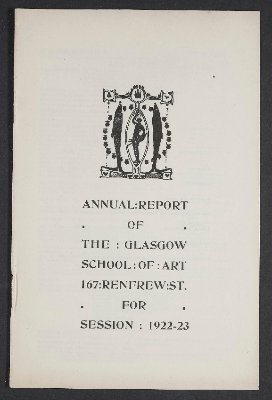 ANNUAL:REPORT
. OF .
THE : GLASGOW
SCHOOL:OF:ART
167:RENFREW:ST.
. FOR .
SESSION : 1922-23